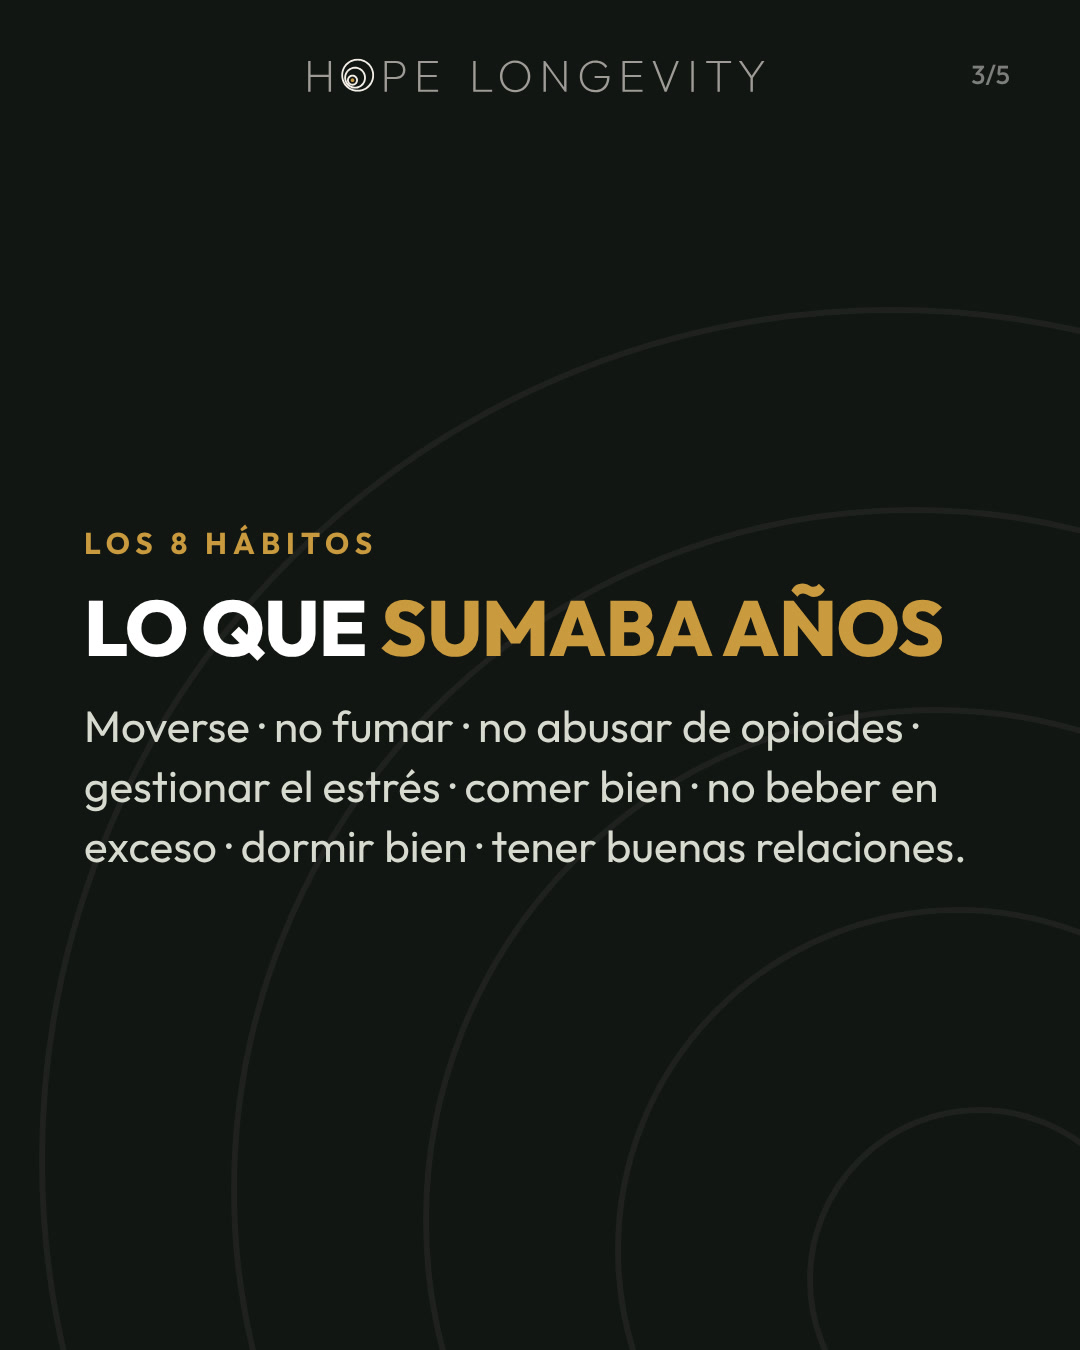 HOPE LONGEVITY
3/5
LOS 8 HÁBITOS
LO QUE SUMABA AÑOS
Moverse · no fumar · no abusar de opioides ·
gestionar el estrés · comer bien · no beber en
exceso · dormir bien · tener buenas relaciones.